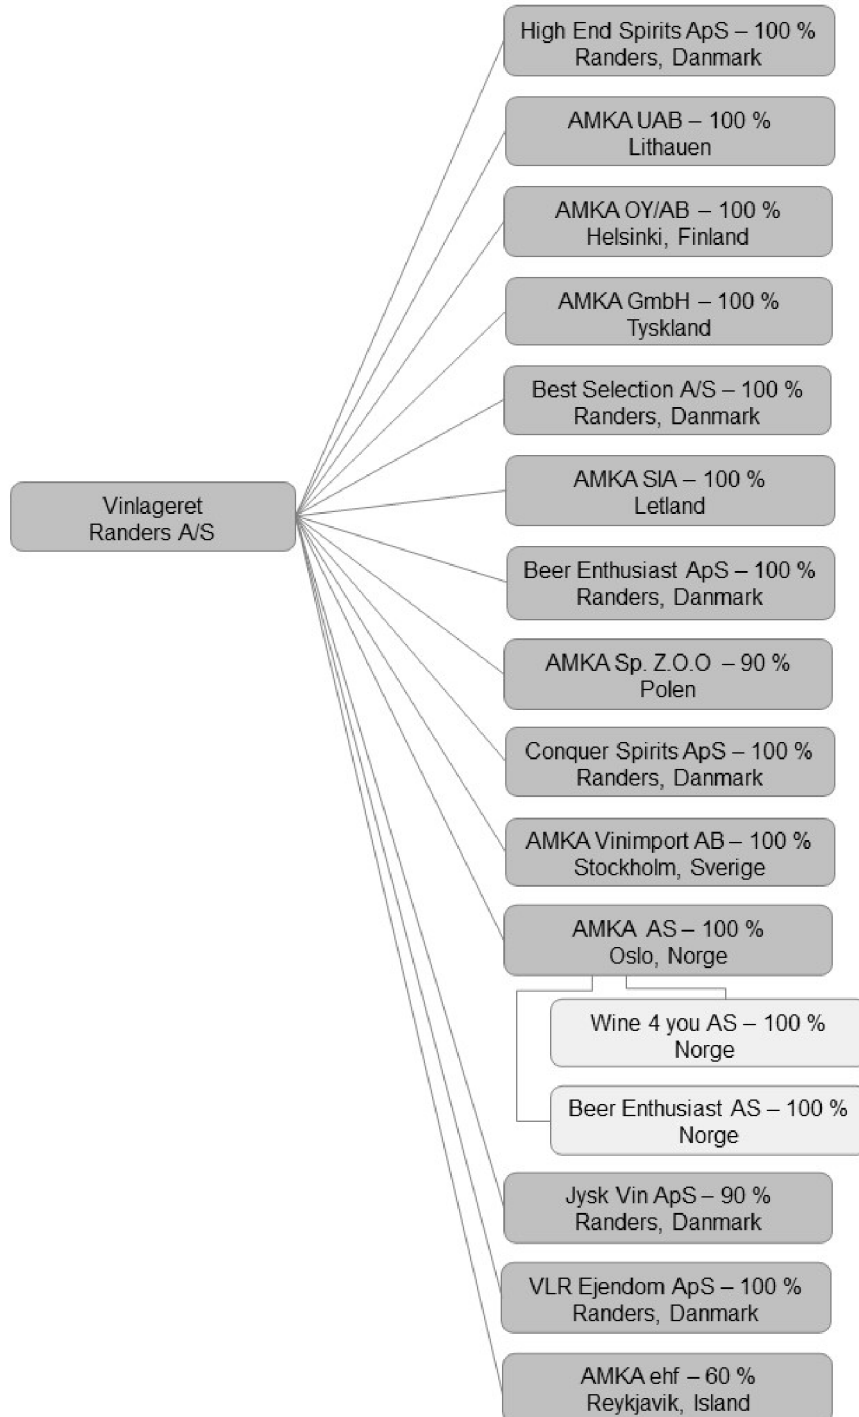 High End Spirits ApS – 100 %
Randers, Danmark
AMKA UAB – 100 %
Lithauen
AMKA OY/AB – 100 %
Helsinki, Finland
AMKA GmbH – 100 %
Tyskland
Best Selection A/S – 100 %
Randers, Danmark
AMKA SIA – 100 %
Letland
Vinlageret
Randers A/S
Beer Enthusiast ApS – 100 %
Randers, Danmark
AMKA Sp. Z.O.O – 90 %
Polen
Conquer Spirits ApS – 100 %
Randers, Danmark
AMKA Vinimport AB – 100 %
Stockholm, Sverige
AMKA AS – 100 %
Oslo, Norge
Wine 4 you AS – 100 %
Norge
Beer Enthusiast AS – 100 %
Norge
Jysk Vin ApS – 90 %
Randers, Danmark
VLR Ejendom ApS – 100 %
Randers, Danmark
AMKA ehf – 60 %
Reykjavik, Island